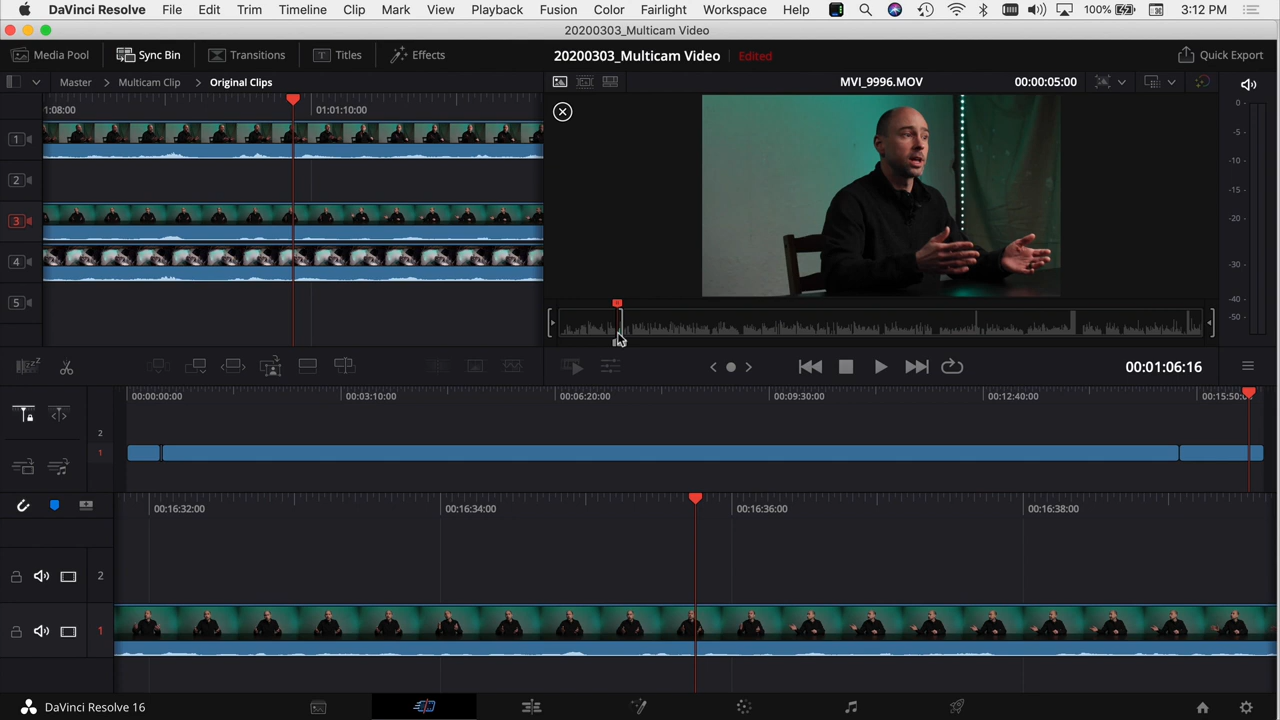 DaVinci Resolve File Edit Trim Timeline Clip Mark View Playback Fusion Color Fairlight Workspace Help 100% 3:12 PM
20200303_Multicam Video
Media Pool Sync Bin Transitions Titles Effects 20200303_Multicam Video Edited Quick Export
Master > Multicam Clip > Original Clips MVI_9996.MOV 00:00:05:00
1:08:00 01:01:10:00
1
2
3
4
5
0
-5
-10
-15
-20
-30
-40
-50
00:01:06:16
00:00:00:00 00:03:10:00 00:06:20:00 00:09:30:00 00:12:40:00 00:15:50:00
2
1
00:16:32:00 00:16:34:00 00:16:36:00 00:16:38:00
2
1
DaVinci Resolve 16